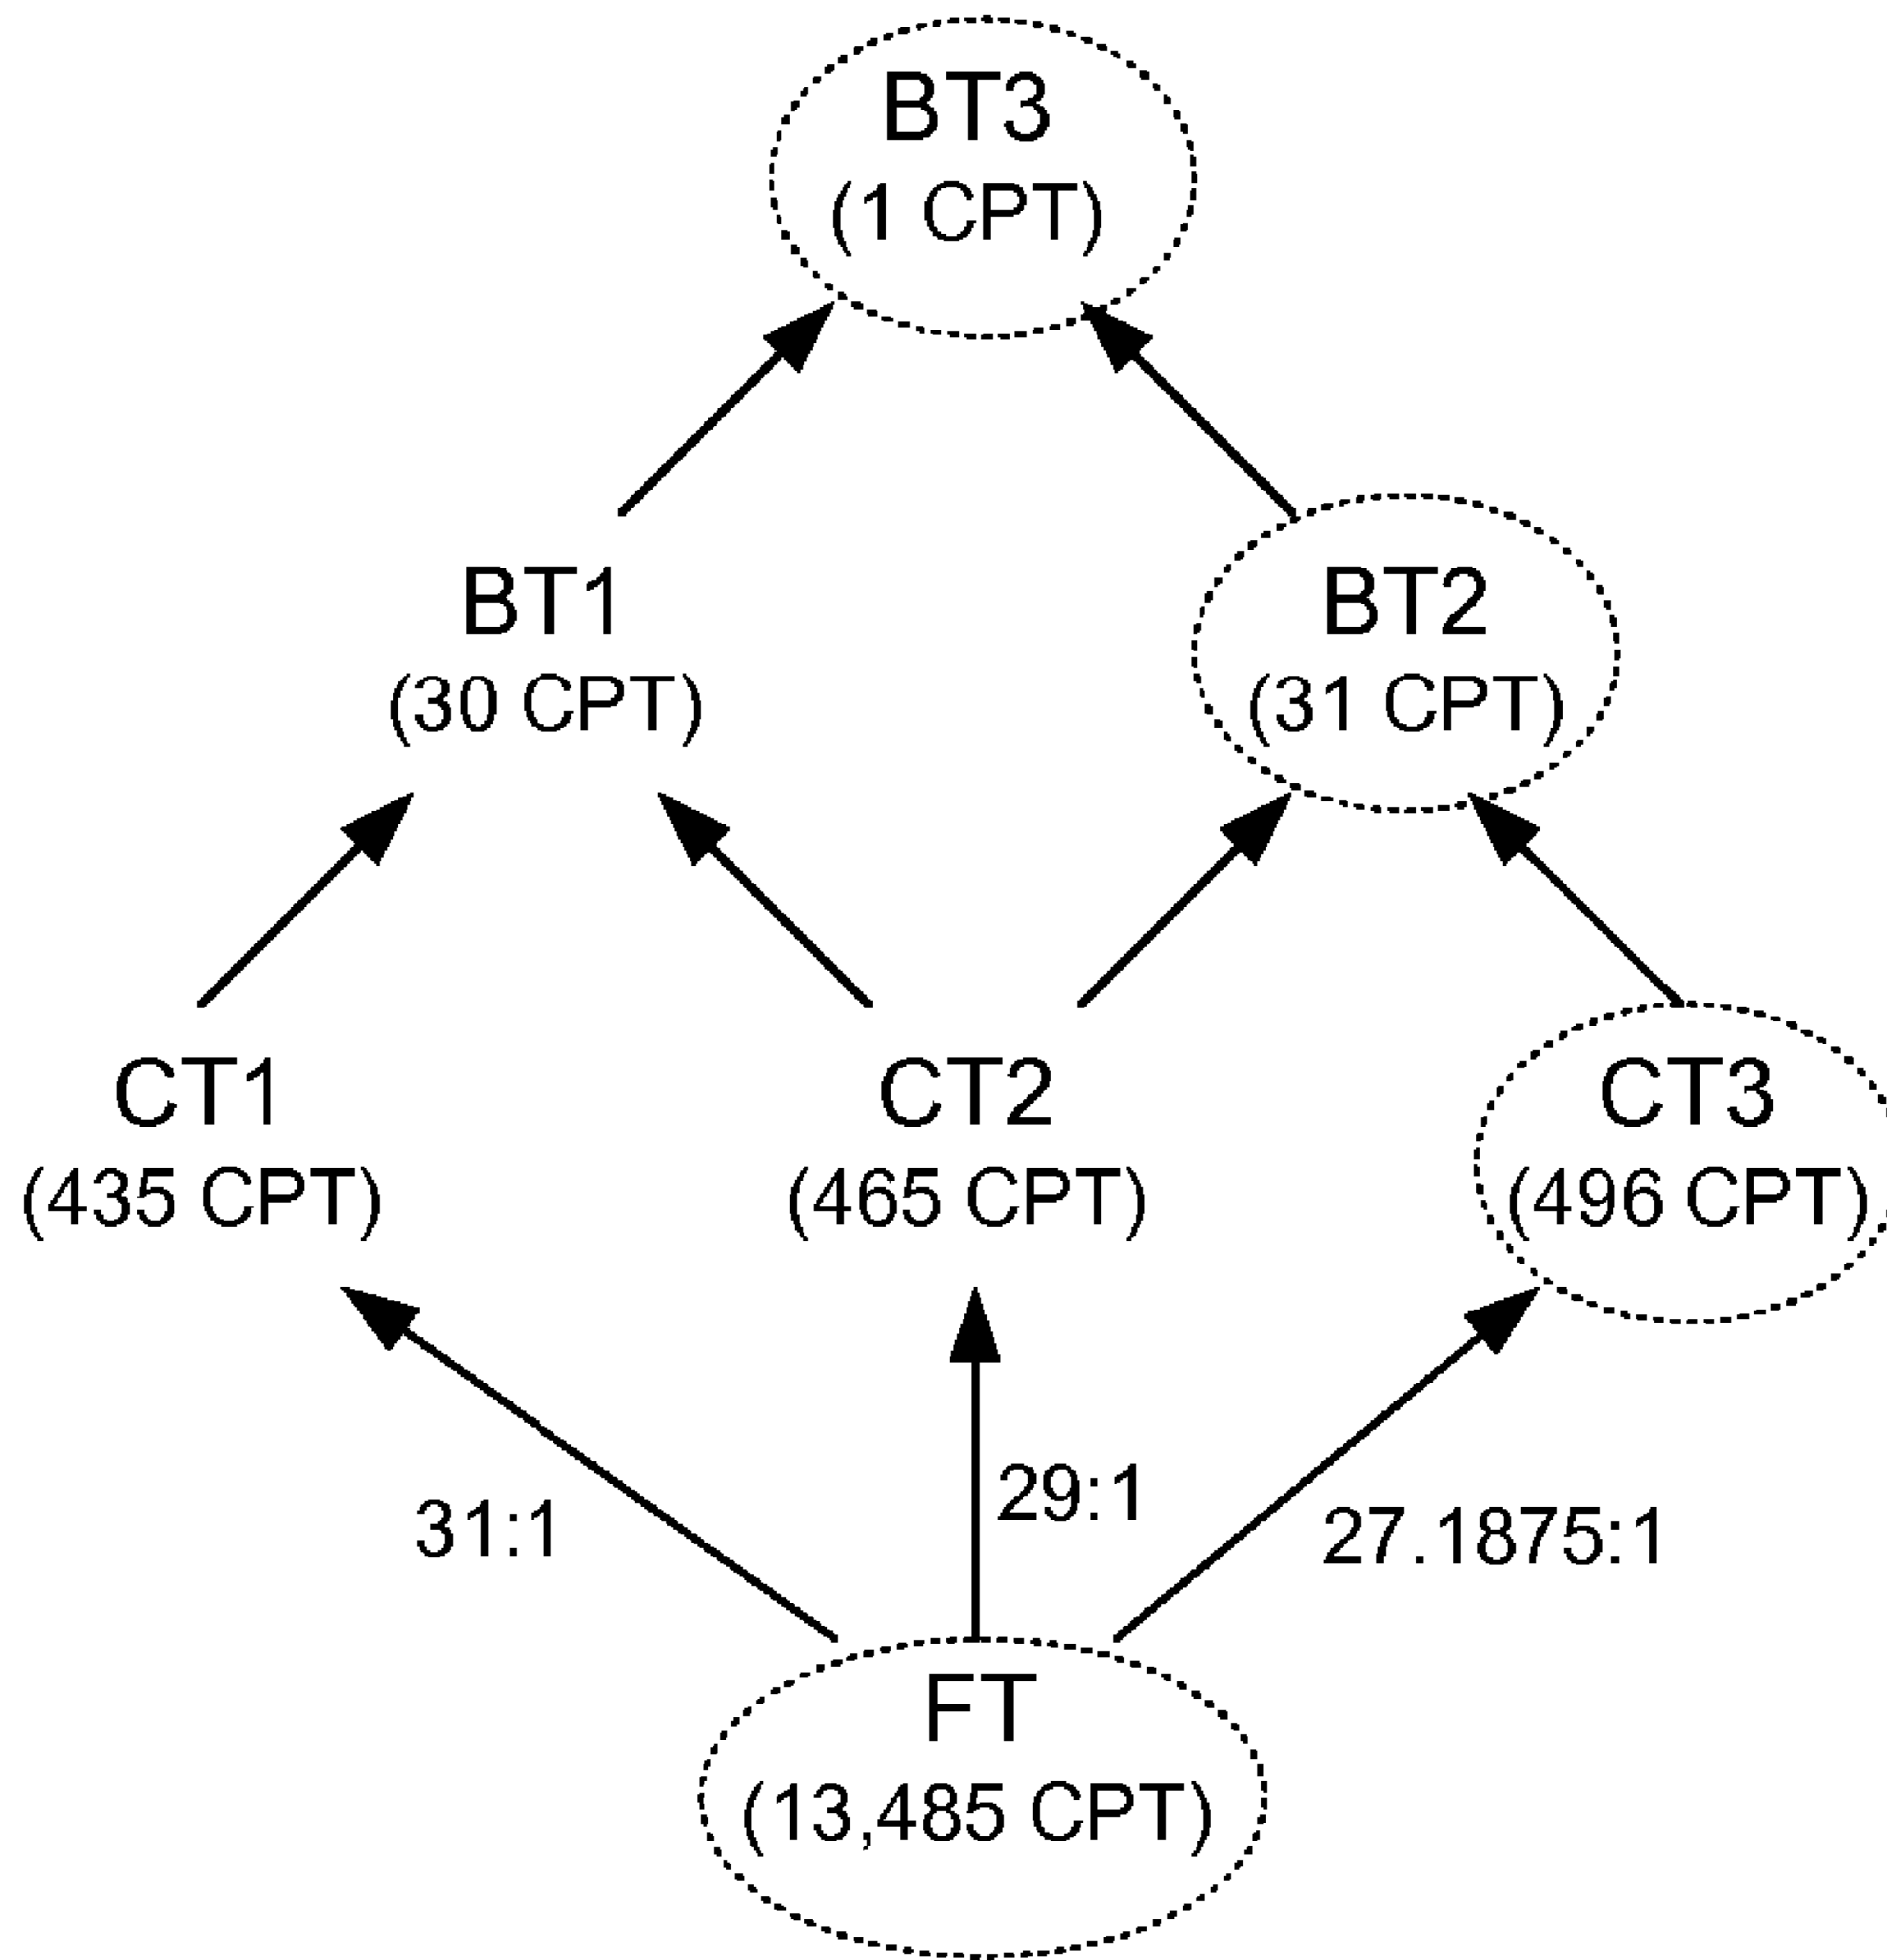 BT3
(1 CPT)
BT1
(30 CPT)
BT2
(31 CPT)
CT1
(435 CPT)
CT2
(465 CPT)
CT3
(496 CPT)
31:1
29:1
27.1875:1
FT
(13,485 CPT)